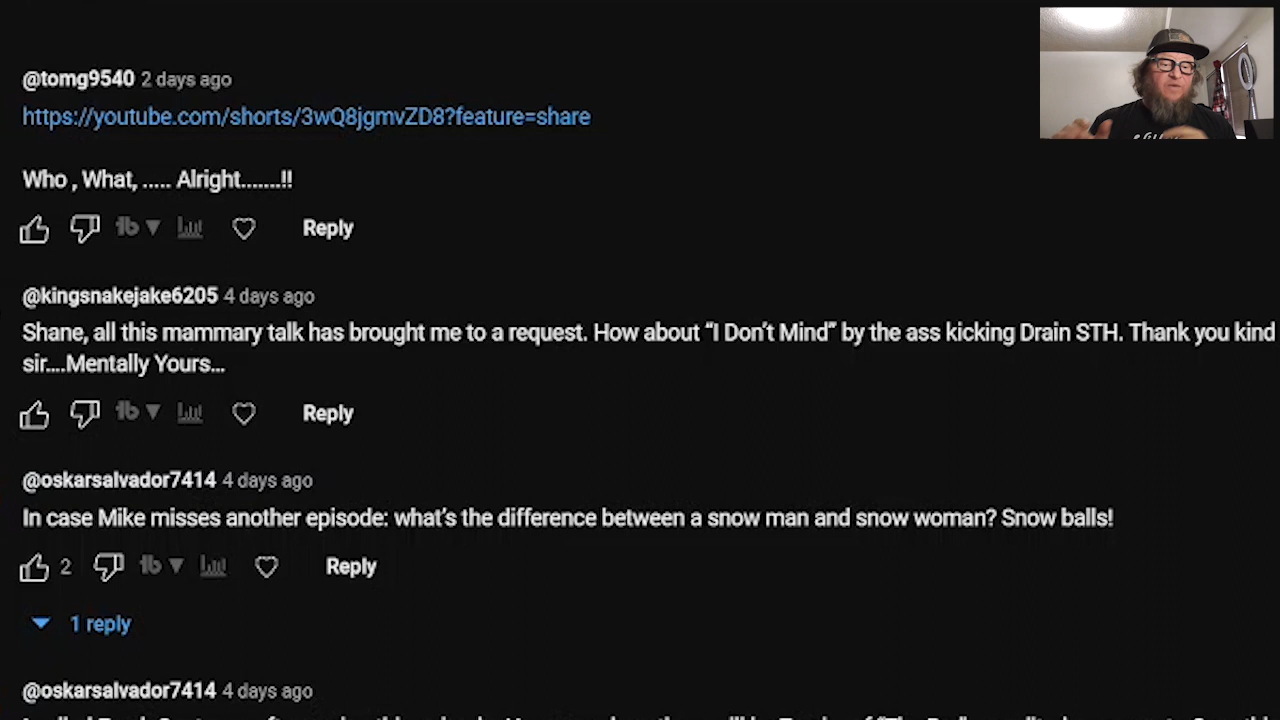 @tomg9540 2 days ago
https://youtube.com/shorts/3wQ8jgmvZD8?feature=share
Who , What, ..... Alright.......!!
Reply
@kingsnakejake6205 4 days ago
Shane, all this mammary talk has brought me to a request. How about “I Don’t Mind” by the ass kicking Drain STH. Thank you kind
sir....Mentally Yours...
Reply
@oskarsalvador7414 4 days ago
In case Mike misses another episode: what’s the difference between a snow man and snow woman? Snow balls!
2 Reply
1 reply
@oskarsalvador7414 4 days ago